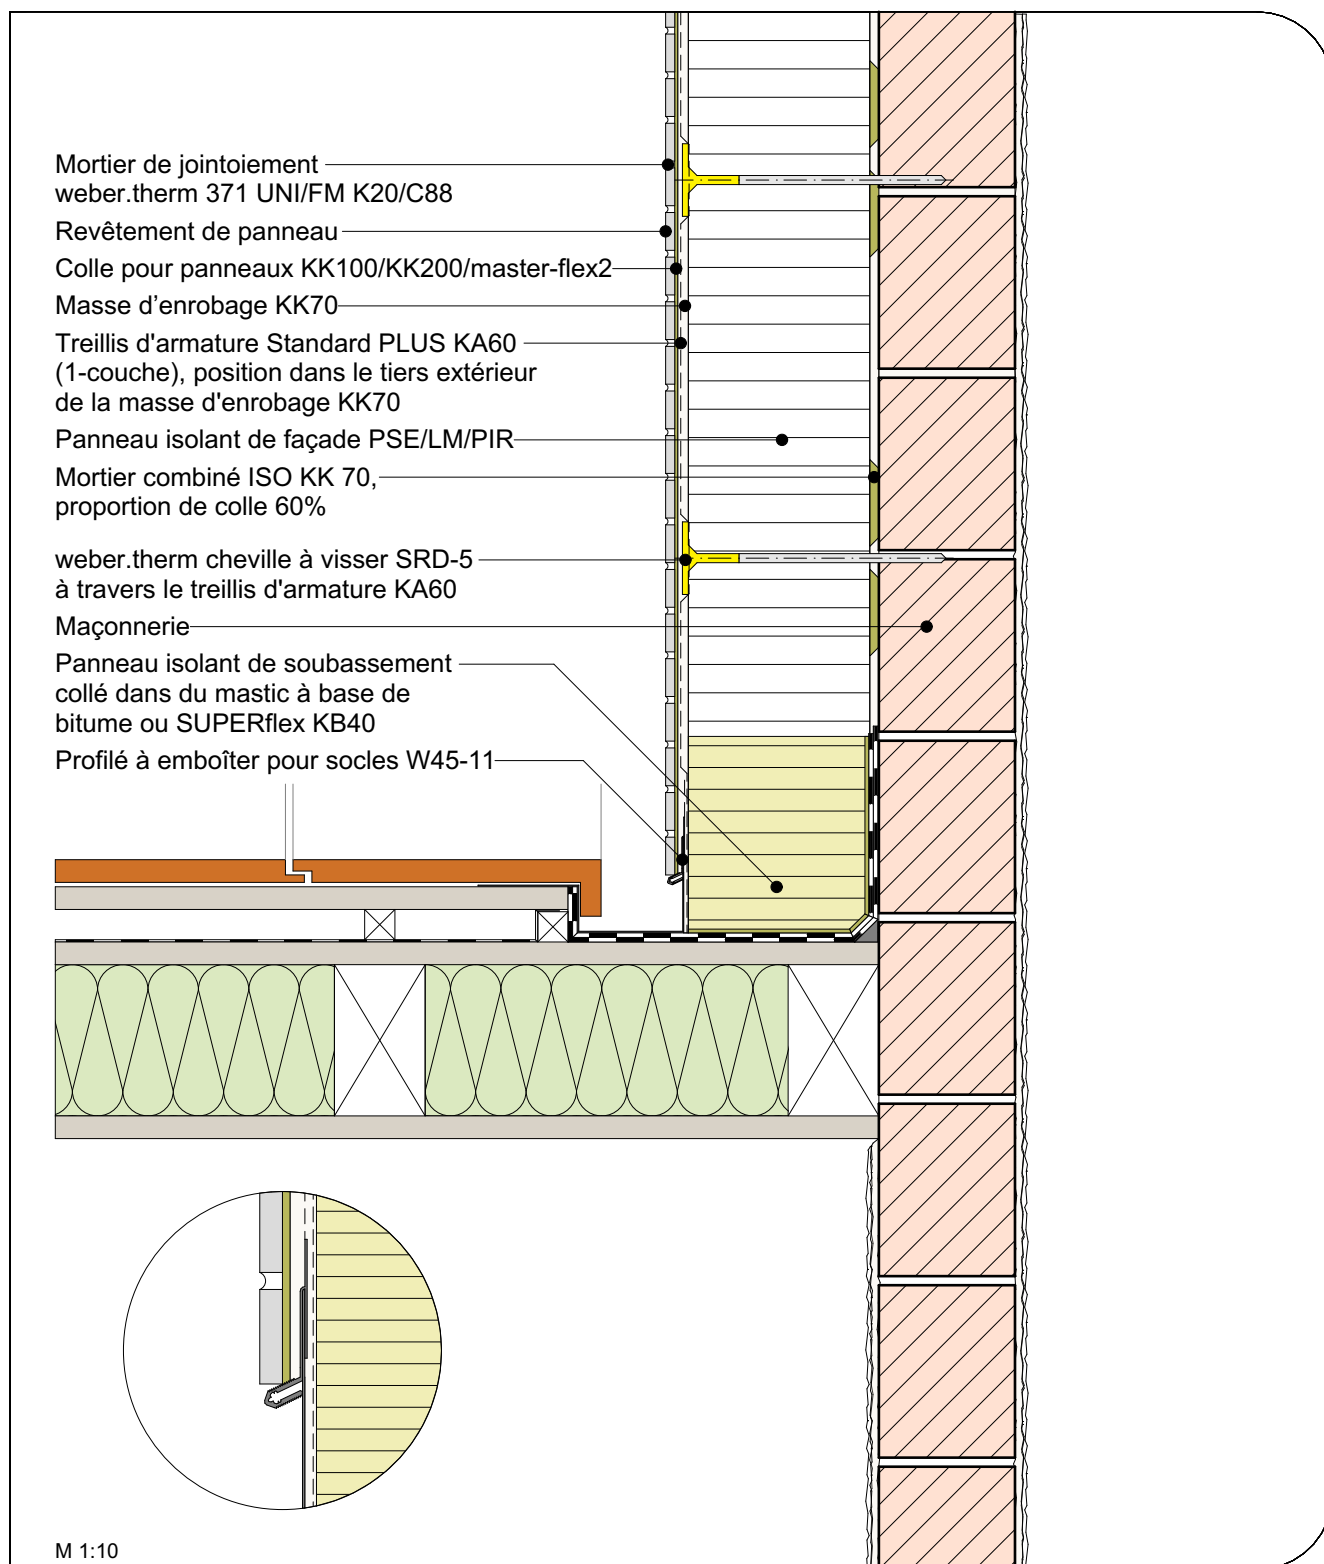 Mortier de jointoiement
weber.therm 371 UNI/FM K20/C88
Revêtement de panneau
Colle pour panneaux KK100/KK200/master-flex2
Masse d’enrobage KK70
Treillis d'armature Standard PLUS KA60
(1-couche), position dans le tiers extérieur
de la masse d'enrobage KK70
Panneau isolant de façade PSE/LM/PIR
Mortier combiné ISO KK 70,
proportion de colle 60%
weber.therm cheville à visser SRD-5
à travers le treillis d'armature KA60
Maçonnerie
Panneau isolant de soubassement
collé dans du mastic à base de
bitume ou SUPERflex KB40
Profilé à emboîter pour socles W45-11
M 1:10